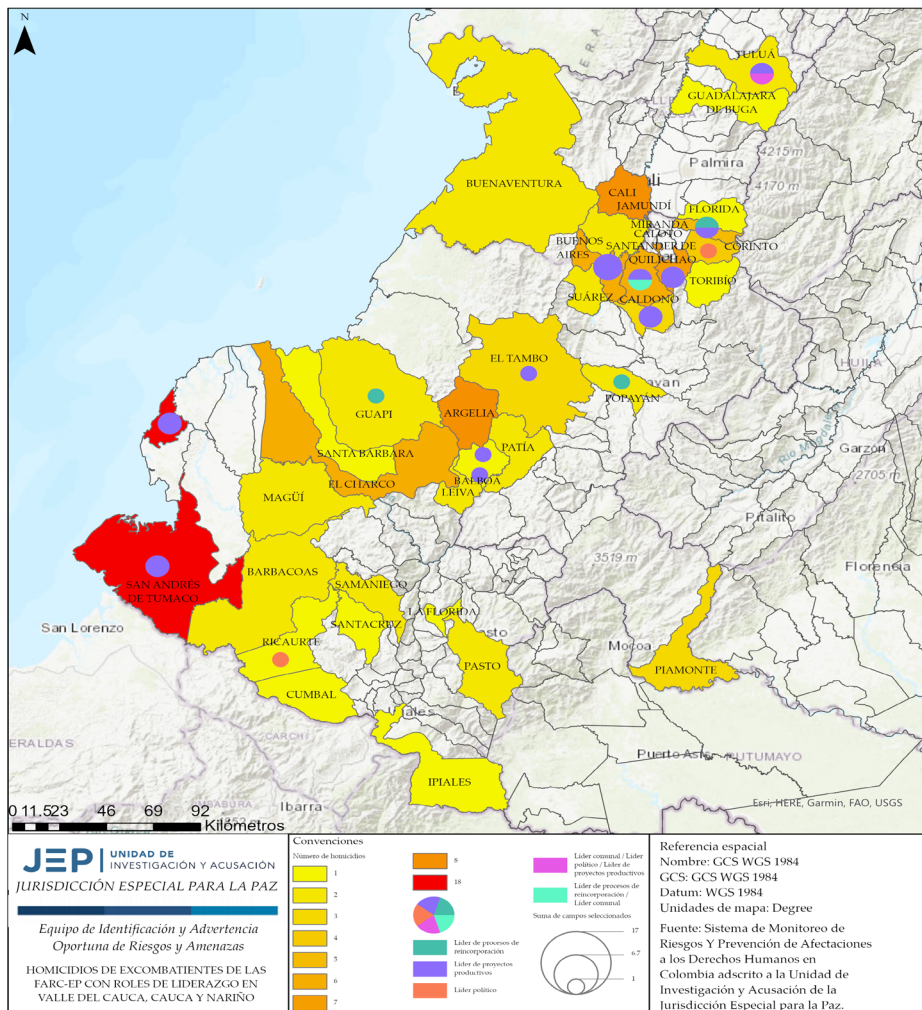 N
TULUÁ
GUADALAJARA
DE BUGA
4215 m
Palmira
BUENAVENTURA
4170 m
CALI
JAMUNDÍ
FLORIDA
MIRANDA
CALOTO
BUENOS
AIRES
SANTANDER DE
QUILICHAO
CORINTO
TORIBÍO
SUÁREZ
CALDONO
EL TAMBO
HUILA
POPAYÁN
GUAPI
ARGELIA
Garzón
Río Magdalena
SANTA BÁRBARA
PATÍA
2705 m
EL CHARCO
BALBOA
LEIVA
MAGÜÍ
Pitalito
3519 m
Florencia
BARBACOAS
SAMANIEGO
SAN ANDRÉS
DE TUMACO
LA FLORIDA
SANTACRUZ
San Lorenzo
RICAURTE
Mocoa
PASTO
PIAMONTE
CUMBAL
CARCHI
Puerto Asís
PUTUMAYO
IPIALES
Ibarra
Esri, HERE, Garmin, FAO, USGS
0 11.523 46 69 92
Kilómetros
JEP | UNIDAD DE
INVESTIGACIÓN Y ACUSACIÓN
JURISDICCIÓN ESPECIAL PARA LA PAZ
Equipo de Identificación y Advertencia
Oportuna de Riesgos y Amenazas
HOMICIDIOS DE EXCOMBATIENTES DE LAS
FARC-EP CON ROLES DE LIDERAZGO EN
VALLE DEL CAUCA, CAUCA Y NARIÑO
Convenciones
Número de homicidios
1
2
3
4
5
6
7
8
18
Líder de procesos de
reincorporación
Líder de proyectos
productivos
Líder político
Líder comunal / Líder
político / Líder de
proyectos productivos
Líder de procesos de
reincorporación /
Líder comunal
Suma de campos seleccionados
17
6.7
1
Referencia espacial
Nombre: GCS WGS 1984
GCS: GCS WGS 1984
Datum: WGS 1984
Unidades de mapa: Degree
Fuente: Sistema de Monitoreo de
Riesgos Y Prevención de Afectaciones
a los Derechos Humanos en
Colombia adscrito a la Unidad de
Investigación y Acusación de la
Jurisdicción Especial para la Paz.